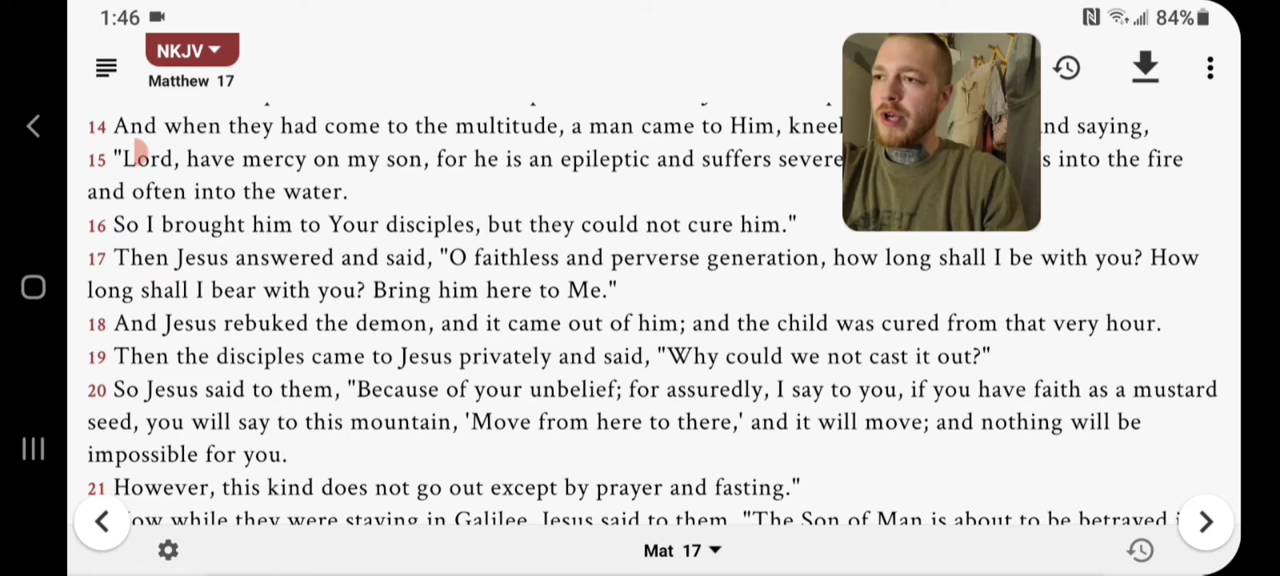 1:46
84%
NKJV
Matthew 17
14 And when they had come to the multitude, a man came to Him, kneel nd saying,
15 "Lord, have mercy on my son, for he is an epileptic and suffers severe s into the fire
and often into the water.
16 So I brought him to Your disciples, but they could not cure him."
17 Then Jesus answered and said, "O faithless and perverse generation, how long shall I be with you? How
long shall I bear with you? Bring him here to Me."
18 And Jesus rebuked the demon, and it came out of him; and the child was cured from that very hour.
19 Then the disciples came to Jesus privately and said, "Why could we not cast it out?"
20 So Jesus said to them, "Because of your unbelief; for assuredly, I say to you, if you have faith as a mustard
seed, you will say to this mountain, 'Move from here to there,' and it will move; and nothing will be
impossible for you.
21 However, this kind does not go out except by prayer and fasting."
ow while they were staying in Galilee, Jesus said to them, "The Son of Man is about to be betrayed
Mat 17